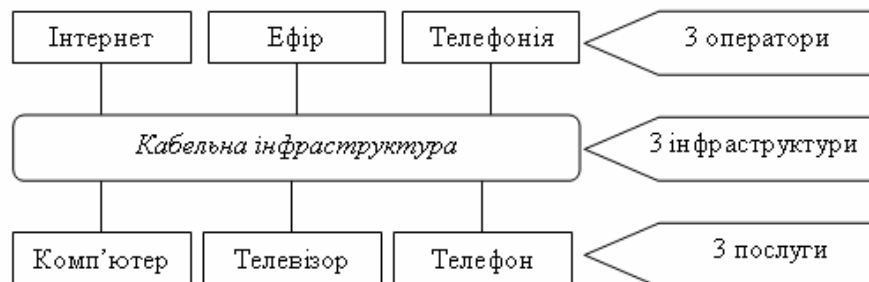 Інтернет Ефір Телефонія 3 оператори
Кабельна інфраструктура 3 інфраструктури
Комп’ютер Телевізор Телефон 3 послуги